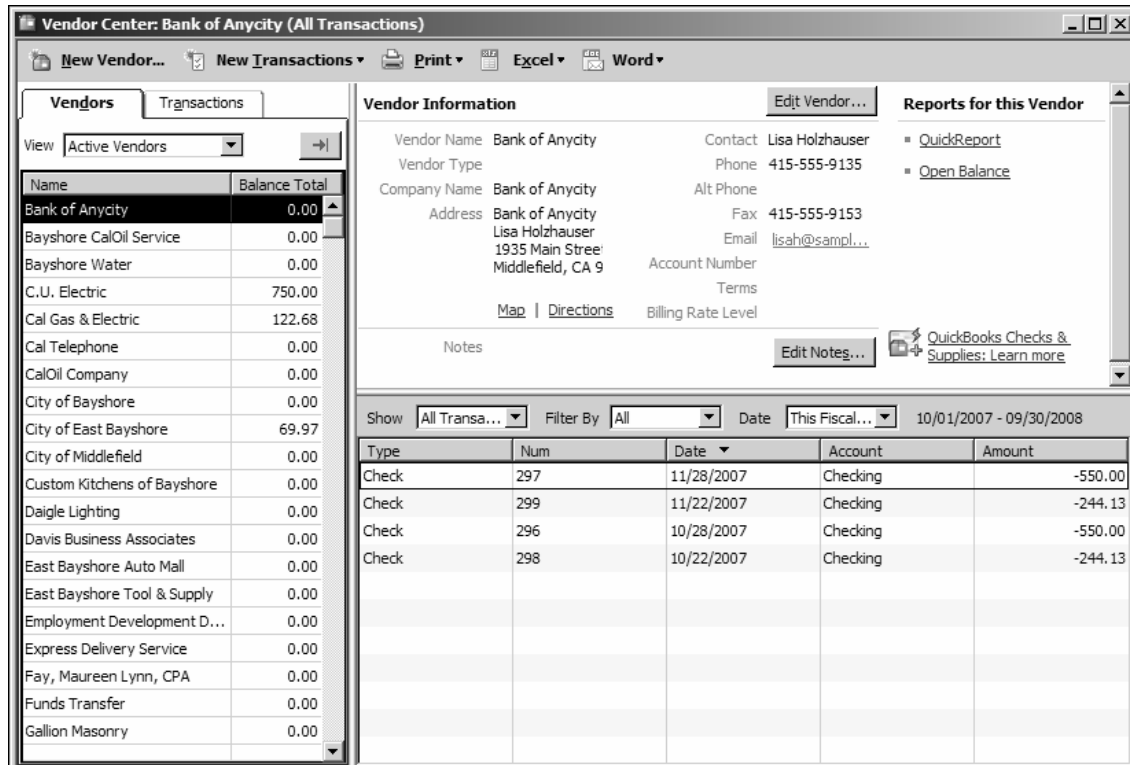 Vendor Center: Bank of Anycity (All Transactions)
New Vendor... New Transactions Print Excel Word
Vendors Transactions
View Active Vendors
Name Balance Total
Bank of Anycity 0.00
Bayshore CalOil Service 0.00
Bayshore Water 0.00
C.U. Electric 750.00
Cal Gas & Electric 122.68
Cal Telephone 0.00
CalOil Company 0.00
City of Bayshore 0.00
City of East Bayshore 69.97
City of Middlefield 0.00
Custom Kitchens of Bayshore 0.00
Daigle Lighting 0.00
Davis Business Associates 0.00
East Bayshore Auto Mall 0.00
East Bayshore Tool & Supply 0.00
Employment Development D... 0.00
Express Delivery Service 0.00
Fay, Maureen Lynn, CPA 0.00
Funds Transfer 0.00
Gallion Masonry 0.00
Vendor Information Edit Vendor...
Vendor Name Bank of Anycity
Vendor Type
Company Name Bank of Anycity
Address Bank of Anycity
Lisa Holzhauser
1935 Main Street
Middlefield, CA 9
Map | Directions
Contact Lisa Holzhauser
Phone 415-555-9135
Alt Phone
Fax 415-555-9153
Email lisah@sampl...
Account Number
Terms
Billing Rate Level
Notes Edit Notes...
Reports for this Vendor
QuickReport
Open Balance
QuickBooks Checks &
Supplies: Learn more
Show All Transa... Filter By All Date This Fiscal... 10/01/2007 - 09/30/2008
Type Num Date Account Amount
Check 297 11/28/2007 Checking -550.00
Check 299 11/22/2007 Checking -244.13
Check 296 10/28/2007 Checking -550.00
Check 298 10/22/2007 Checking -244.13